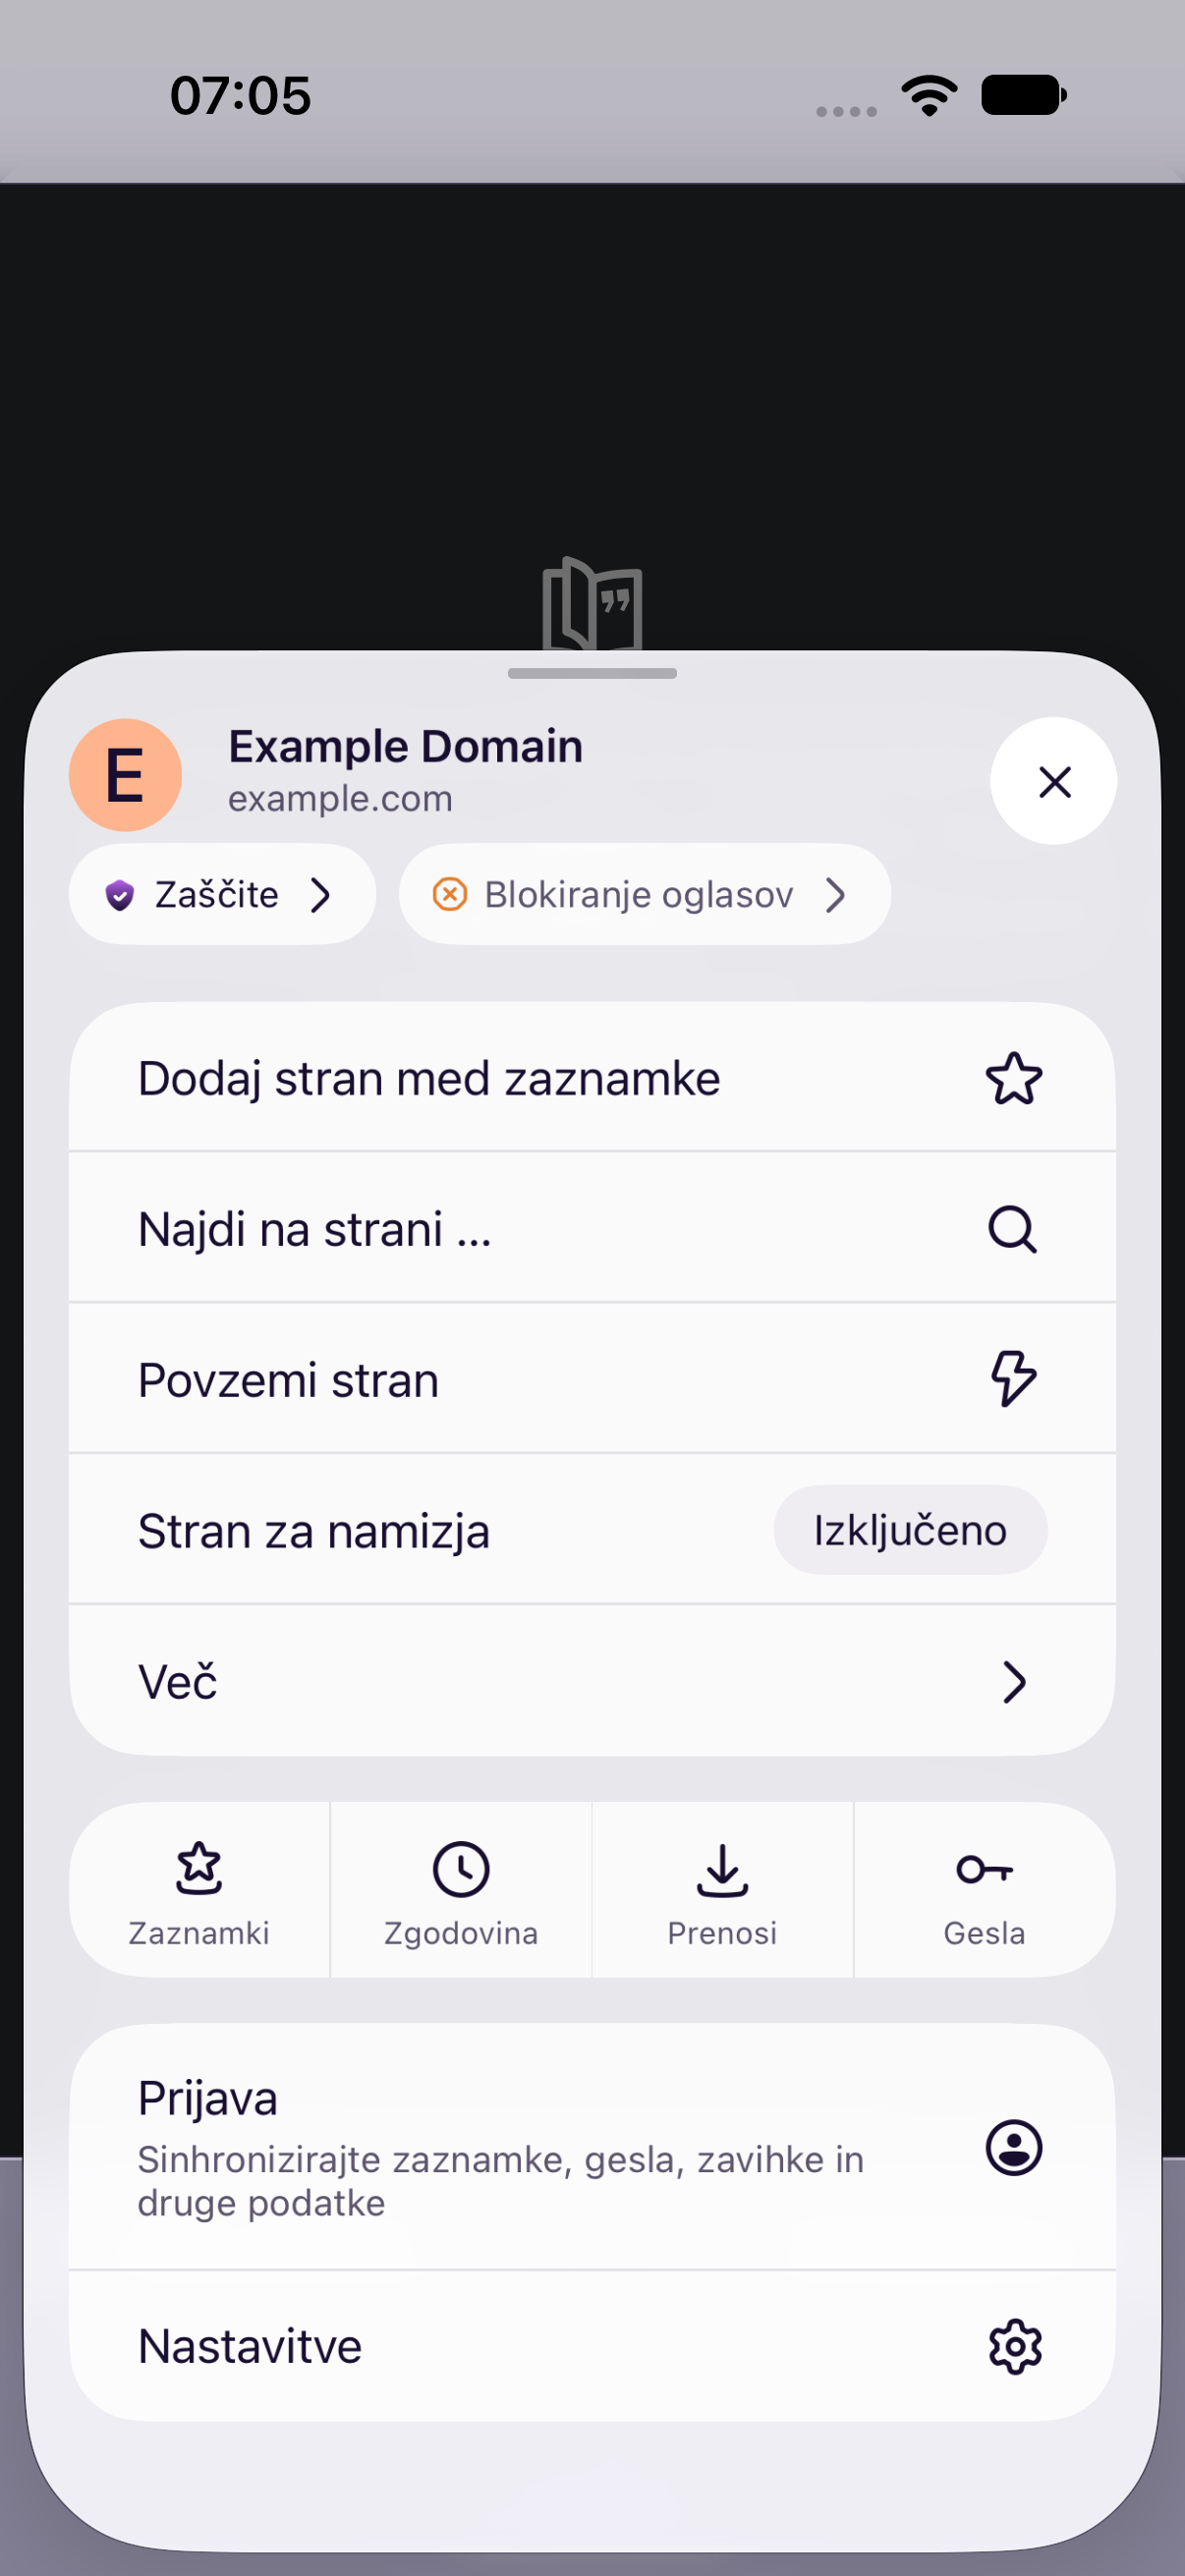 07:05
E
Example Domain
example.com
Zaščite
Blokiranje oglasov
Dodaj stran med zaznamke
Najdi na strani ...
Povzemi stran
Stran za namizja
Izključeno
Več
Zaznamki
Zgodovina
Prenosi
Gesla
Prijava
Sinhronizirajte zaznamke, gesla, zavihke in
druge podatke
Nastavitve